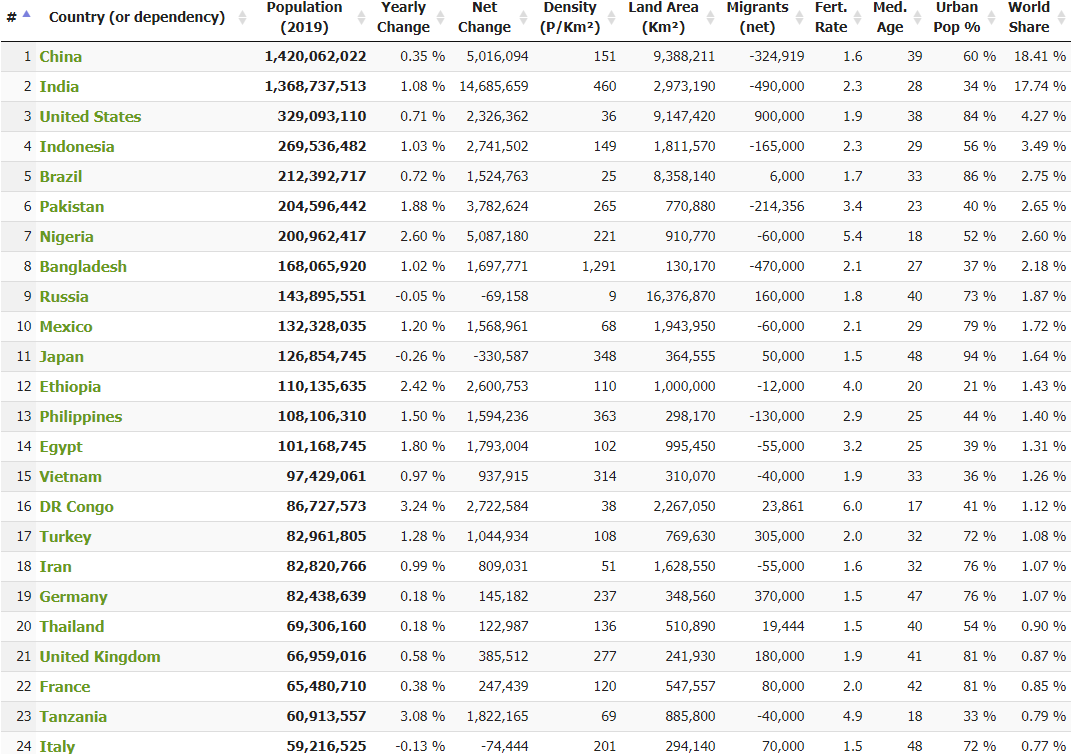 # Country (or dependency) Population (2019) Yearly Change Net Change Density (P/Km²) Land Area (Km²) Migrants (net) Fert. Rate Med. Age Urban Pop % World Share
1 China 1,420,062,022 0.35 % 5,016,094 151 9,388,211 -324,919 1.6 39 60 % 18.41 %
2 India 1,368,737,513 1.08 % 14,685,659 460 2,973,190 -490,000 2.3 28 34 % 17.74 %
3 United States 329,093,110 0.71 % 2,326,362 36 9,147,420 900,000 1.9 38 84 % 4.27 %
4 Indonesia 269,536,482 1.03 % 2,741,502 149 1,811,570 -165,000 2.3 29 56 % 3.49 %
5 Brazil 212,392,717 0.72 % 1,524,763 25 8,358,140 6,000 1.7 33 86 % 2.75 %
6 Pakistan 204,596,442 1.88 % 3,782,624 265 770,880 -214,356 3.4 23 40 % 2.65 %
7 Nigeria 200,962,417 2.60 % 5,087,180 221 910,770 -60,000 5.4 18 52 % 2.60 %
8 Bangladesh 168,065,920 1.02 % 1,697,771 1,291 130,170 -470,000 2.1 27 37 % 2.18 %
9 Russia 143,895,551 -0.05 % -69,158 9 16,376,870 160,000 1.8 40 73 % 1.87 %
10 Mexico 132,328,035 1.20 % 1,568,961 68 1,943,950 -60,000 2.1 29 79 % 1.72 %
11 Japan 126,854,745 -0.26 % -330,587 348 364,555 50,000 1.5 48 94 % 1.64 %
12 Ethiopia 110,135,635 2.42 % 2,600,753 110 1,000,000 -12,000 4.0 20 21 % 1.43 %
13 Philippines 108,106,310 1.50 % 1,594,236 363 298,170 -130,000 2.9 25 44 % 1.40 %
14 Egypt 101,168,745 1.80 % 1,793,004 102 995,450 -55,000 3.2 25 39 % 1.31 %
15 Vietnam 97,429,061 0.97 % 937,915 314 310,070 -40,000 1.9 33 36 % 1.26 %
16 DR Congo 86,727,573 3.24 % 2,722,584 38 2,267,050 23,861 6.0 17 41 % 1.12 %
17 Turkey 82,961,805 1.28 % 1,044,934 108 769,630 305,000 2.0 32 72 % 1.08 %
18 Iran 82,820,766 0.99 % 809,031 51 1,628,550 -55,000 1.6 32 76 % 1.07 %
19 Germany 82,438,639 0.18 % 145,182 237 348,560 370,000 1.5 47 76 % 1.07 %
20 Thailand 69,306,160 0.18 % 122,987 136 510,890 19,444 1.5 40 54 % 0.90 %
21 United Kingdom 66,959,016 0.58 % 385,512 277 241,930 180,000 1.9 41 81 % 0.87 %
22 France 65,480,710 0.38 % 247,439 120 547,557 80,000 2.0 42 81 % 0.85 %
23 Tanzania 60,913,557 3.08 % 1,822,165 69 885,800 -40,000 4.9 18 33 % 0.79 %
24 Italy 59,216,525 -0.13 % -74,444 201 294,140 70,000 1.5 48 72 % 0.77 %